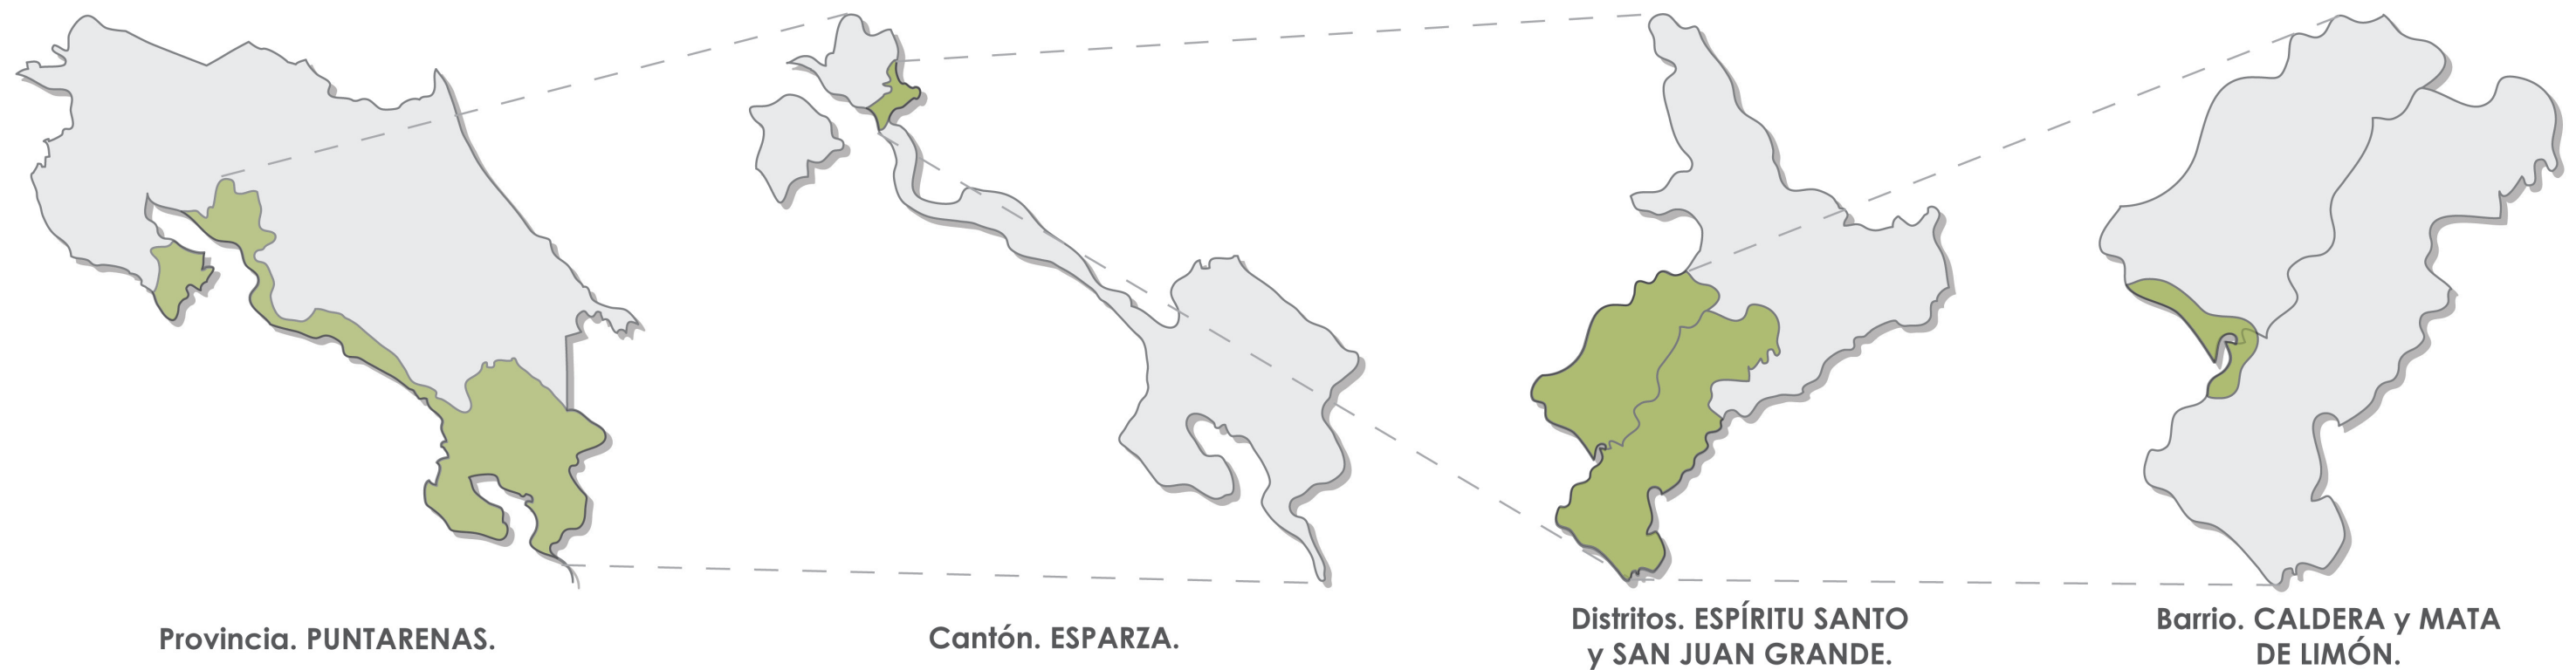 Provincia. PUNTARENAS.
Cantón. ESPARZA.
Distritos. ESPÍRITU SANTO
y SAN JUAN GRANDE.
Barrio. CALDERA y MATA
DE LIMÓN.